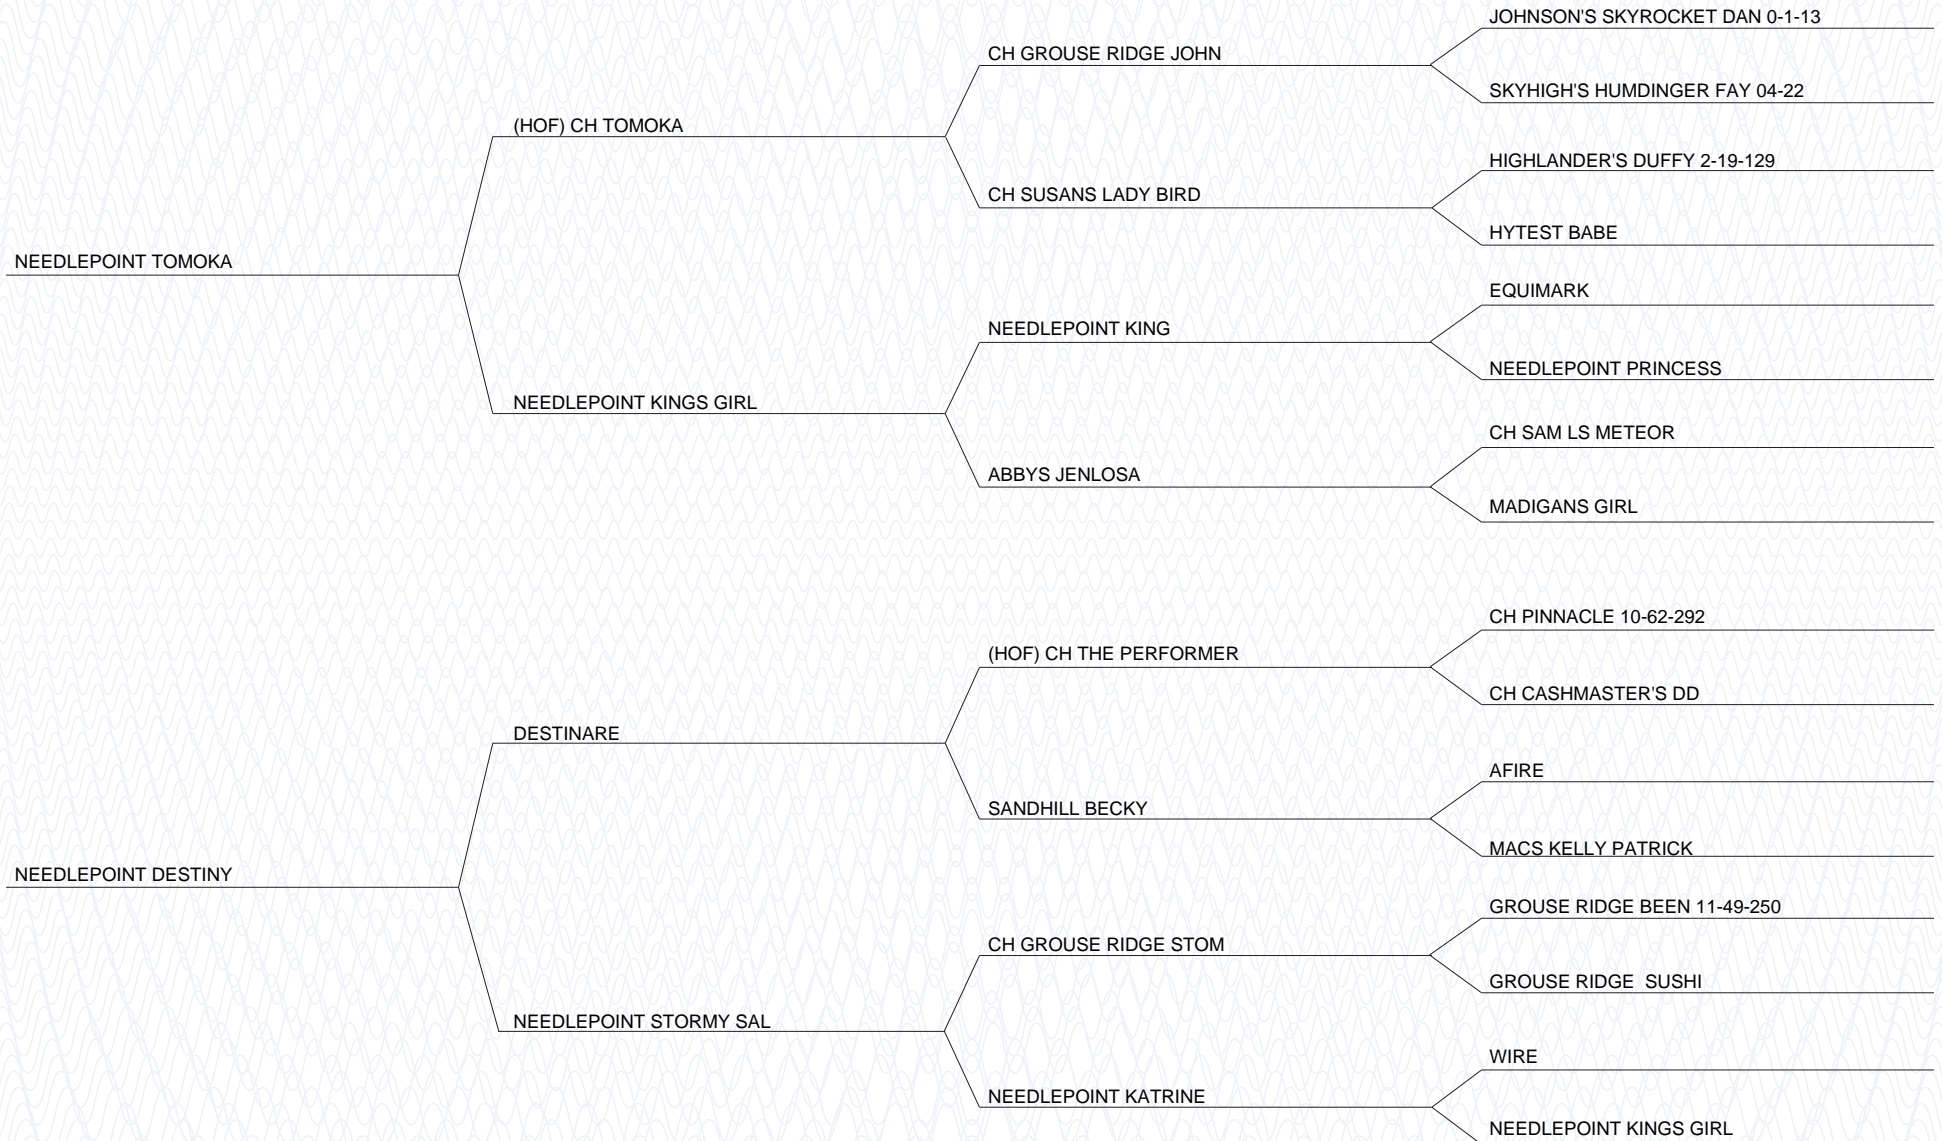 NEEDLEPOINT TOMOKA
(HOF) CH TOMOKA
CH GROUSE RIDGE JOHN
JOHNSON'S SKYROCKET DAN 0-1-13
SKYHIGH'S HUMDINGER FAY 04-22
CH SUSANS LADY BIRD
HIGHLANDER'S DUFFY 2-19-129
HYTEST BABE
NEEDLEPOINT KINGS GIRL
NEEDLEPOINT KING
EQUIMARK
NEEDLEPOINT PRINCESS
ABBYS JENLOSA
CH SAM LS METEOR
MADIGANS GIRL
NEEDLEPOINT DESTINY
DESTINARE
(HOF) CH THE PERFORMER
CH PINNACLE 10-62-292
CH CASHMASTER'S DD
SANDHILL BECKY
AFIRE
MACS KELLY PATRICK
NEEDLEPOINT STORMY SAL
CH GROUSE RIDGE STOM
GROUSE RIDGE BEEN 11-49-250
GROUSE RIDGE  SUSHI
NEEDLEPOINT KATRINE
WIRE
NEEDLEPOINT KINGS GIRL